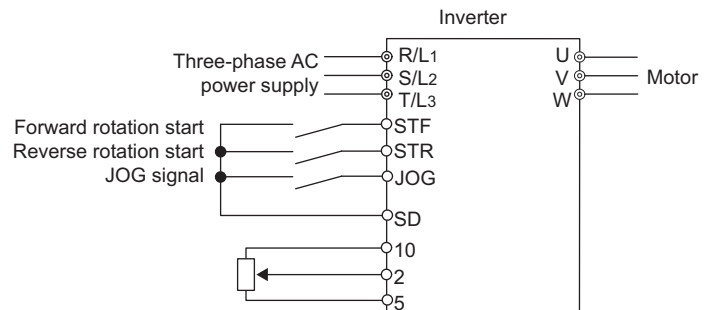 Inverter
Three-phase AC
power supply
R/L1
S/L2
T/L3
U
V
W
Motor
Forward rotation start
STF
Reverse rotation start
STR
JOG signal
JOG
SD
10
2
5